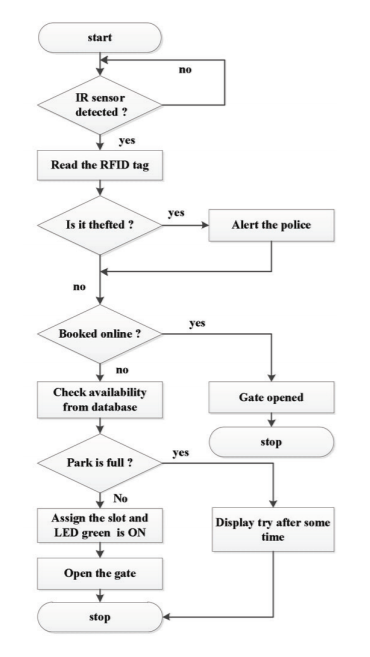 start
no
IR sensor
detected ?
yes
Read the RFID tag
Is it thefted ?
yes
Alert the police
no
Booked online ?
yes
no
Check availability
from database
Gate opened
stop
Park is full ?
yes
No
Assign the slot and
LED green is ON
Display try after some
time
Open the gate
stop